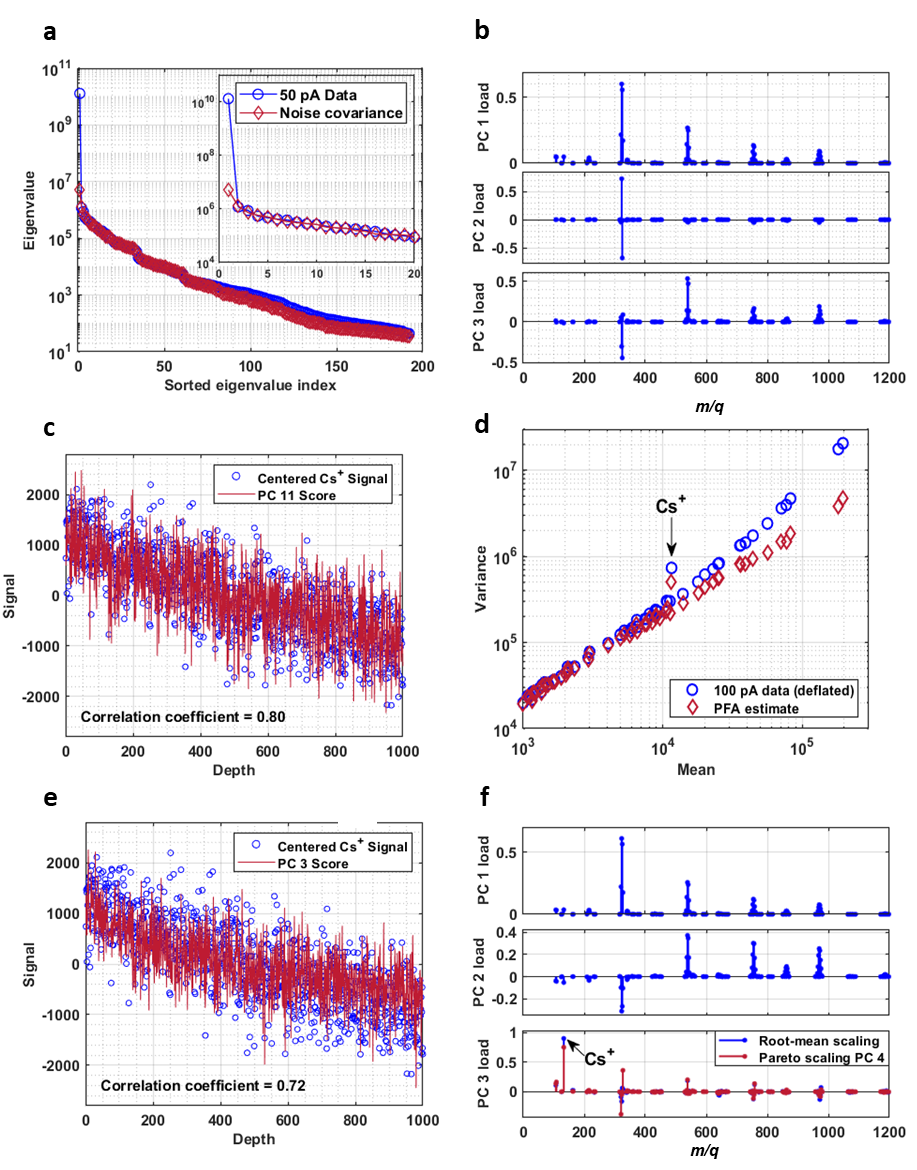 a
10^11
10^9
10^7
10^5
10^3
10^1
Eigenvalue
0
50
100
150
200
Sorted eigenvalue index
10^10
10^8
10^6
10^4
0
5
10
15
20
50 pA Data
Noise covariance
b
PC 1 load
0.5
0
PC 2 load
0.5
0
-0.5
PC 3 load
0.5
0
-0.5
0
200
400
600
800
1000
1200
m/q
c
Signal
2000
1000
0
-1000
-2000
Centered Cs+ Signal
PC 11 Score
Correlation coefficient = 0.80
0
200
400
600
800
1000
Depth
d
Variance
10^7
10^6
10^5
10^4
Cs+
100 pA data (deflated)
PFA estimate
10^3
10^4
10^5
Mean
e
Signal
2000
1000
0
-1000
-2000
Centered Cs+ Signal
PC 3 Score
Correlation coefficient = 0.72
0
200
400
600
800
1000
Depth
f
PC 1 load
0.5
0
PC 2 load
0.4
0.2
0
-0.2
PC 3 load
1
0.5
0
Cs+
Root-mean scaling
Pareto scaling PC 4
0
200
400
600
800
1000
1200
m/q